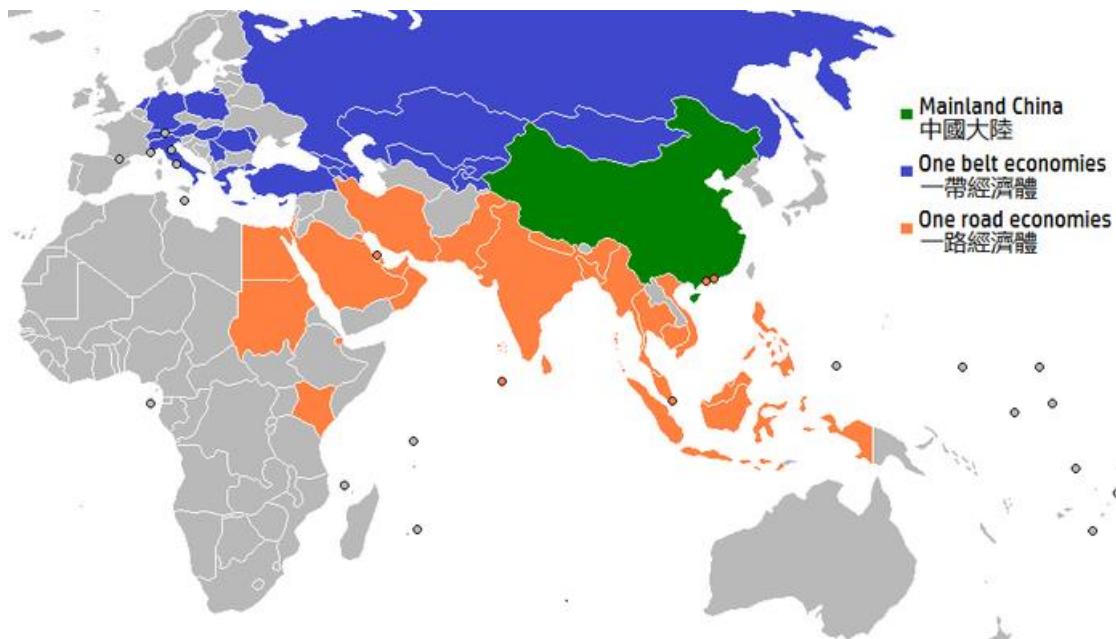 Mainland China
中國大陸
One belt economies
一帶經濟體
One road economies
一路經濟體